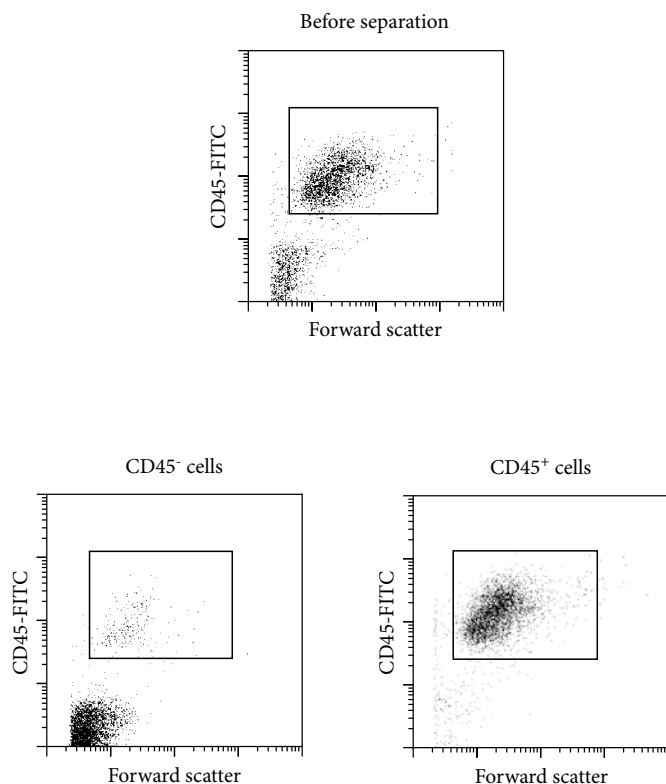 Before separation
CD45-FITC
Forward scatter
CD45⁻ cells
CD45⁺ cells
CD45-FITC
CD45-FITC
Forward scatter
Forward scatter